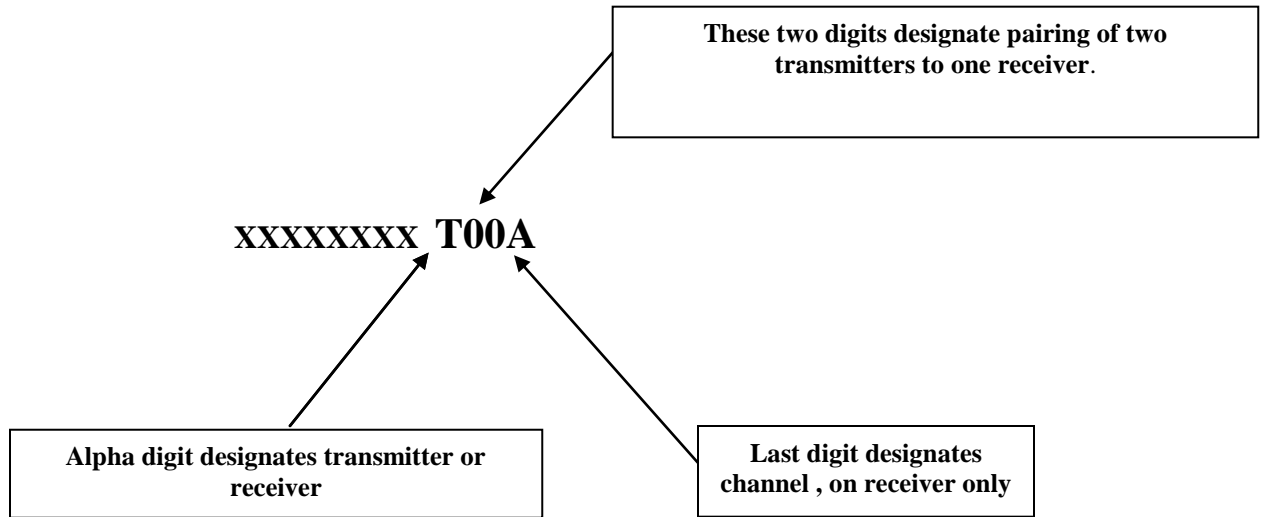 These two digits designate pairing of two
transmitters to one receiver.
XXXXXXXX T00A
Alpha digit designates transmitter or
receiver
Last digit designates
channel , on receiver only